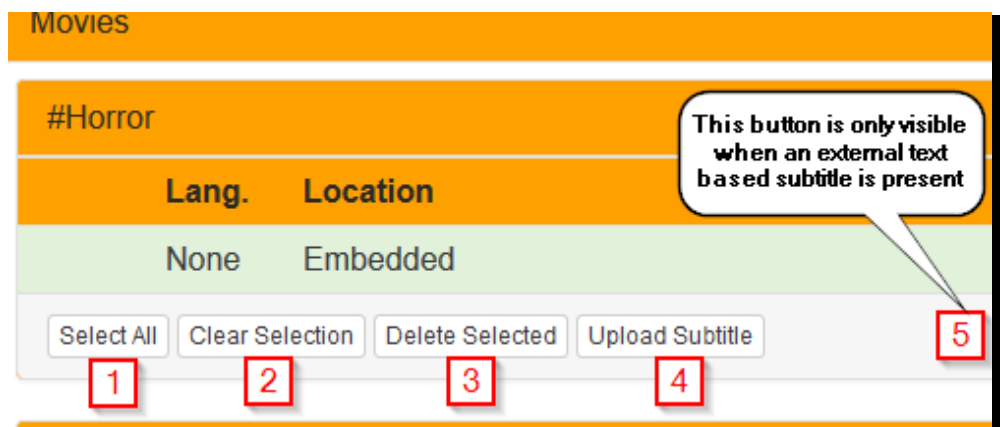 Movies
#Horror
This button is only visible
when an external text
based subtitle is present
Lang. Location
None Embedded
Select All Clear Selection Delete Selected Upload Subtitle 5
1 2 3 4